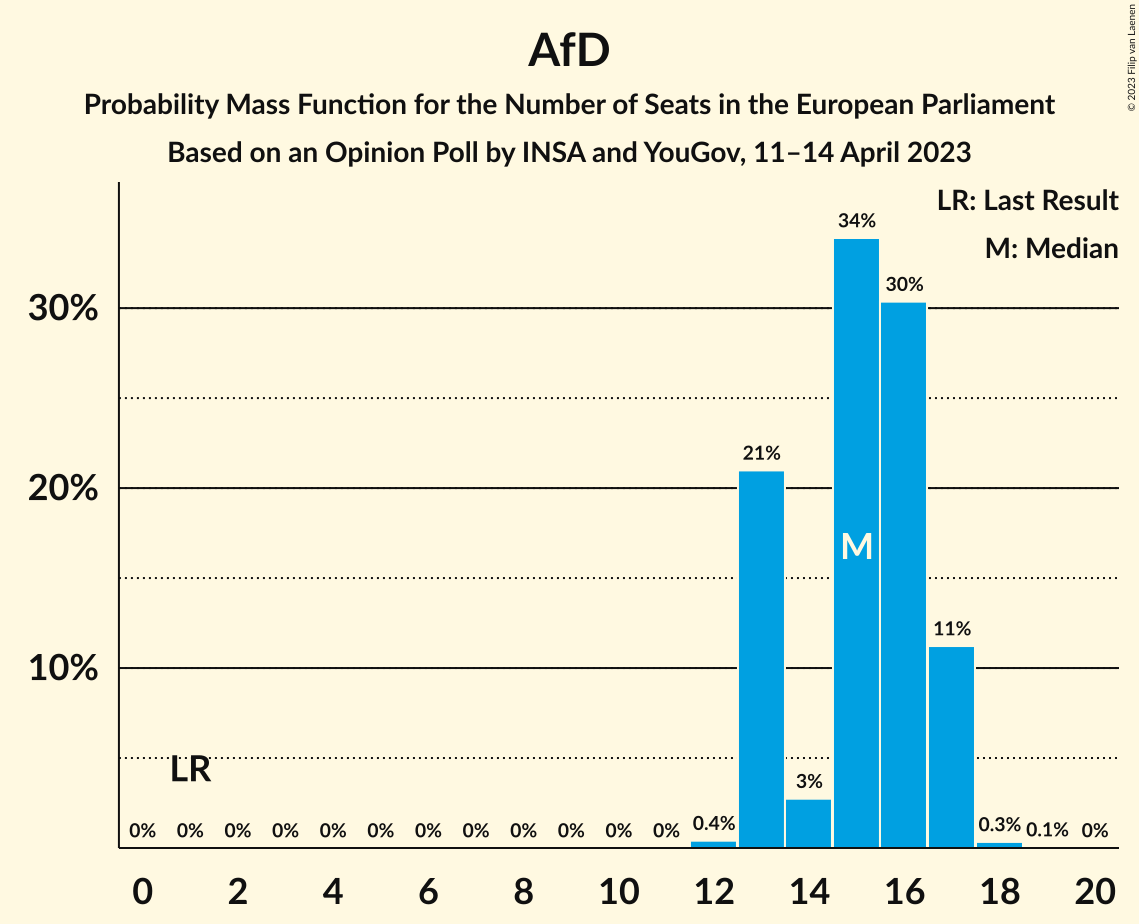 AfD
Probability Mass Function for the Number of Seats in the European Parliament
Based on an Opinion Poll by INSA and YouGov, 11–14 April 2023
© 2023 Filip van Laenen
LR: Last Result
M: Median
30%
20%
10%
34%
30%
21%
M
11%
LR
3%
0% 0% 0% 0% 0% 0% 0% 0% 0% 0% 0% 0% 0.4% 0.3% 0.1% 0%
0 2 4 6 8 10 12 14 16 18 20